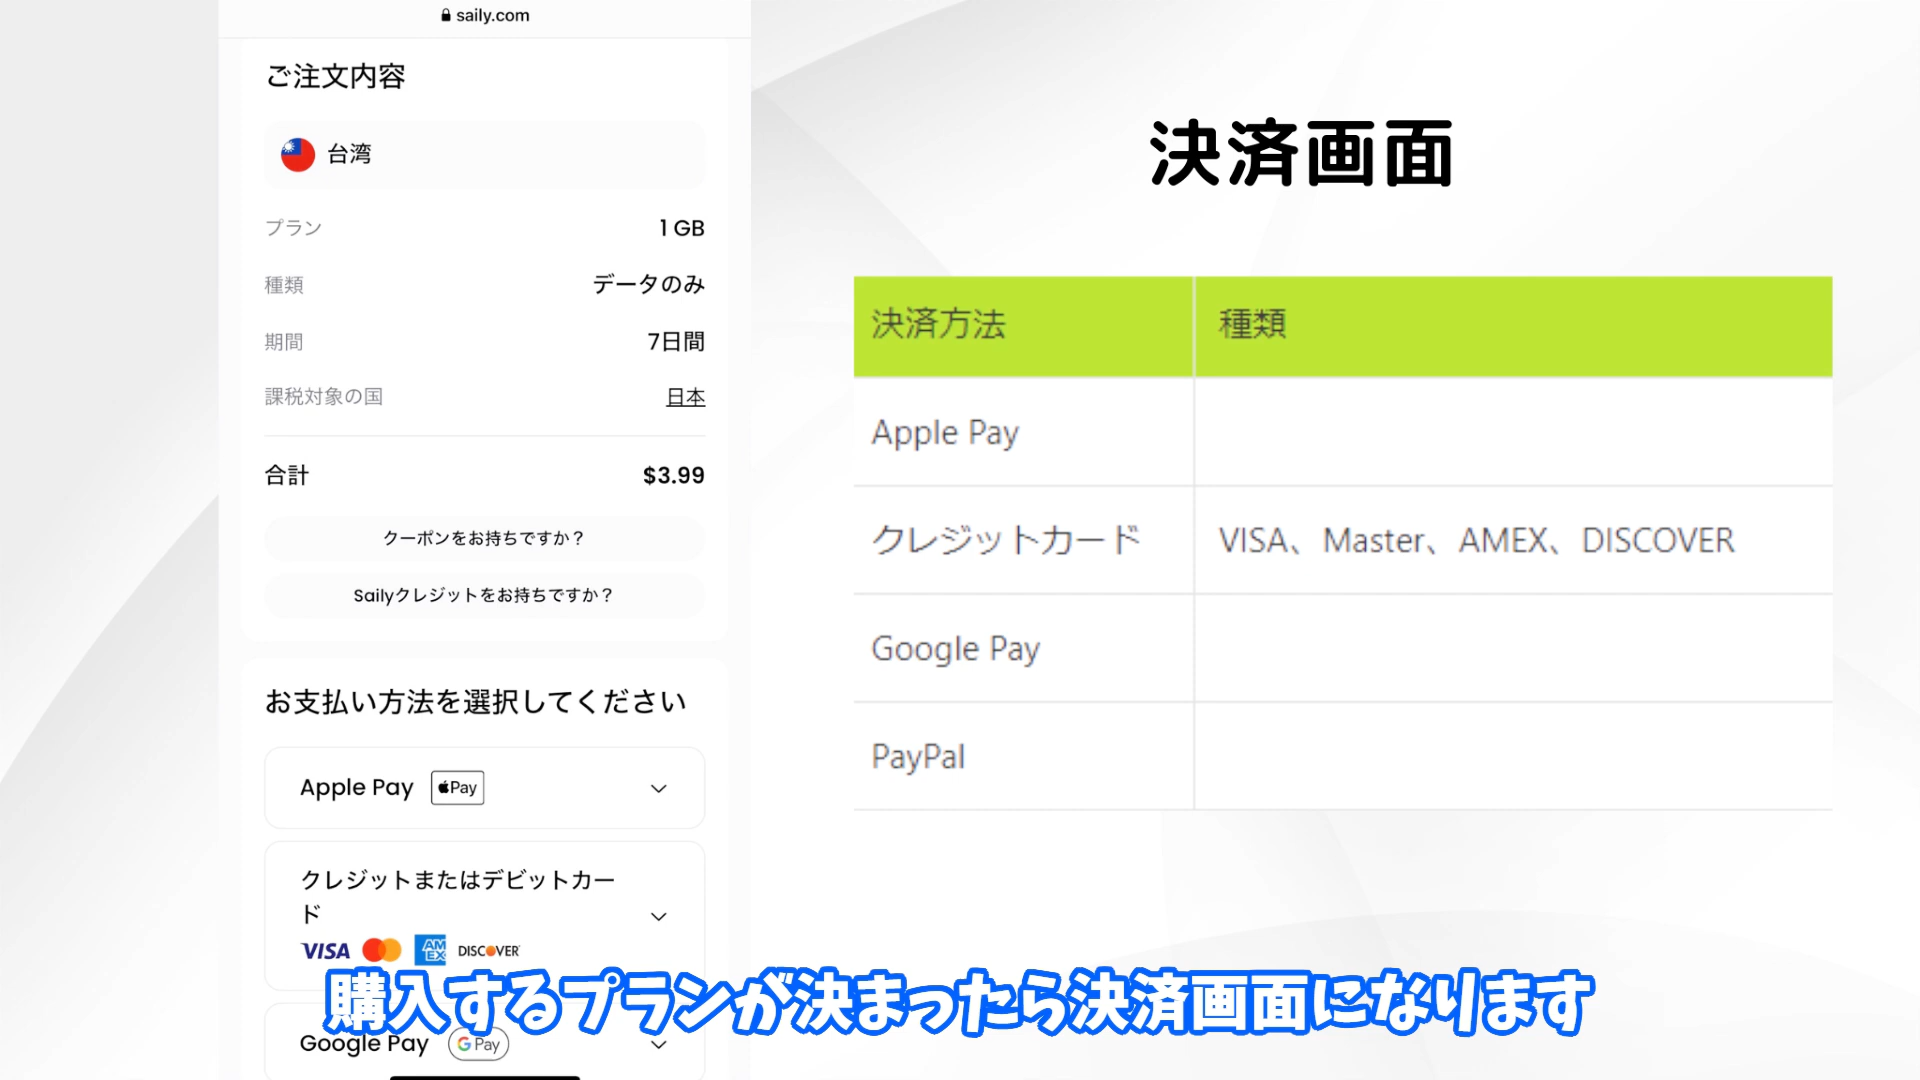 saily.com
ご注文内容
台湾
プラン 1 GB
種類 データのみ
期間 7日間
課税対象の国 日本
合計 $3.99
クーポンをお持ちですか？
Sailyクレジットをお持ちですか？
お支払い方法を選択してください
Apple Pay Pay
クレジットまたはデビットカー
ド
VISA AMEX DISCOVER
Google Pay G Pay
決済画面
決済方法 種類
Apple Pay
クレジットカード VISA、Master、AMEX、DISCOVER
Google Pay
PayPal
購入するプランが決まったら決済画面になります